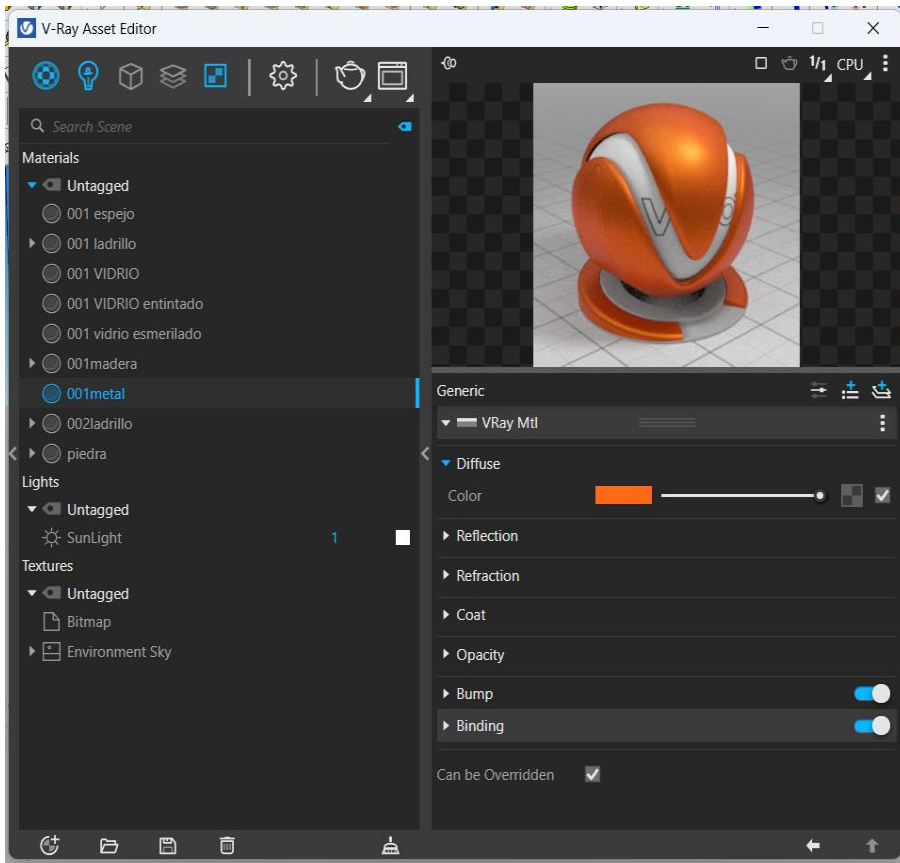 V-Ray Asset Editor
1/1 CPU
Search Scene
Materials
Untagged
001 espejo
001 ladrillo
001 VIDRIO
001 VIDRIO entintado
001 vidrio esmerilado
001madera
001metal
002ladrillo
piedra
Lights
Untagged
SunLight 1
Textures
Untagged
Bitmap
Environment Sky
Generic
VRay Mtl
Diffuse
Color
Reflection
Refraction
Coat
Opacity
Bump
Binding
Can be Overridden